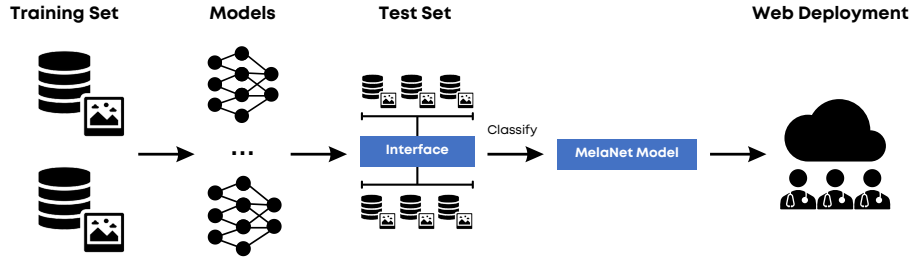 Training Set
Models
Test Set
Web Deployment
...
Interface
Classify
MelaNet Model